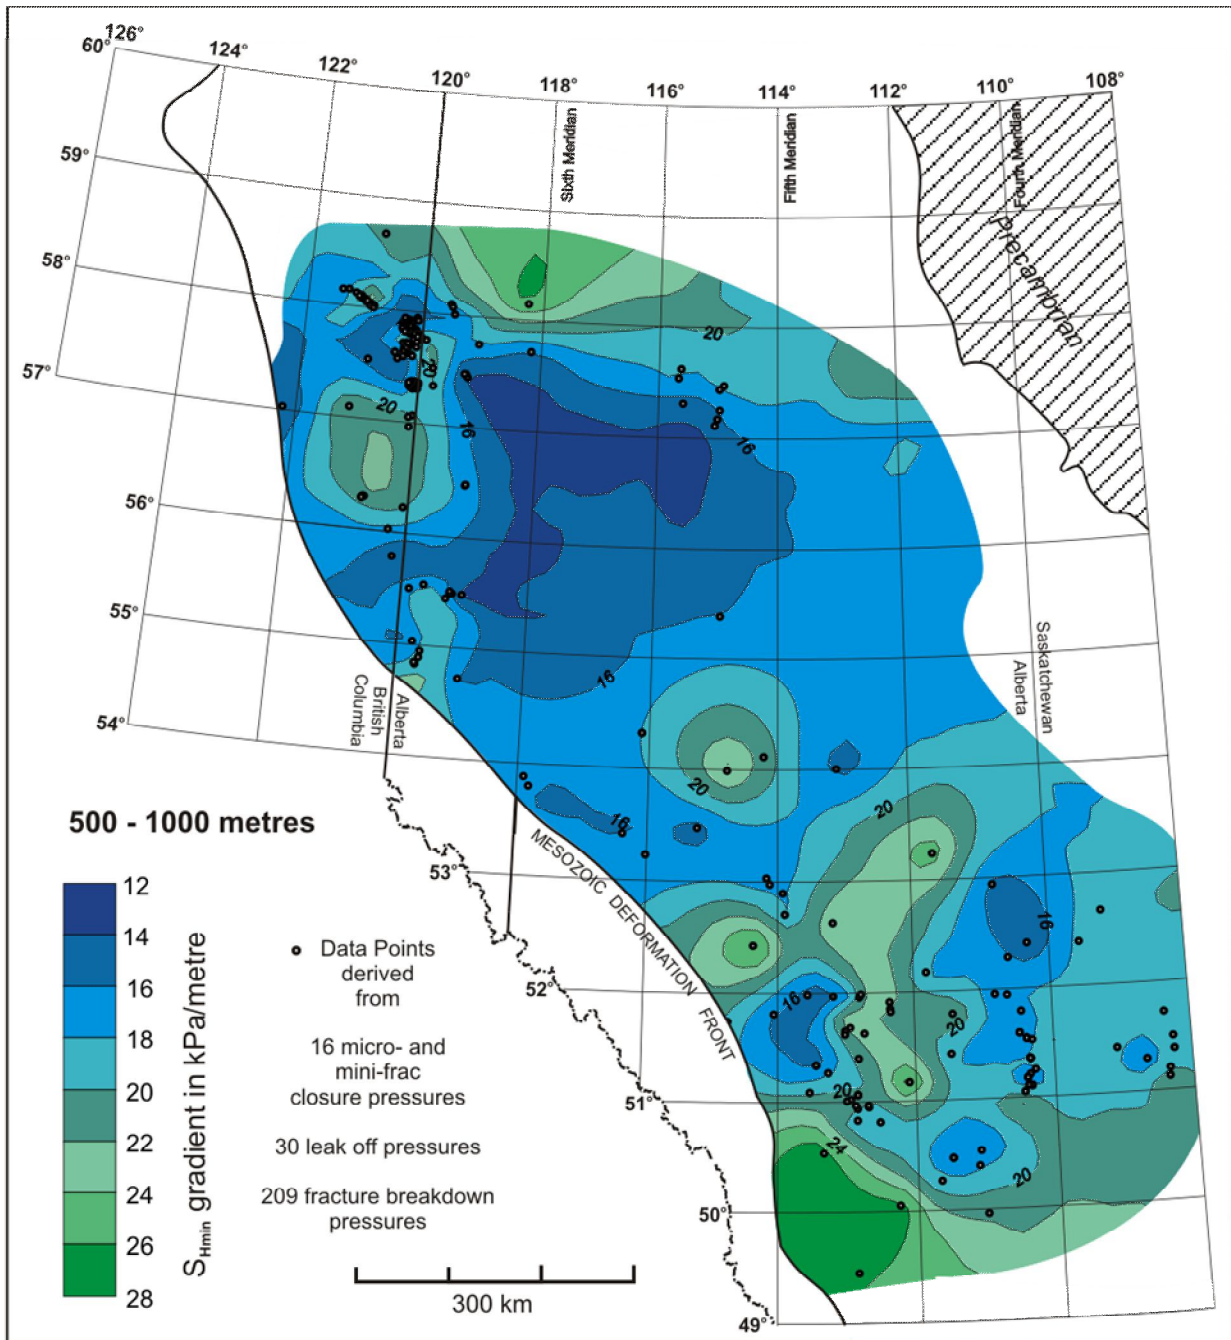 126°
60°
124°
122°
120°
118°
116°
114°
112°
110°
108°
59°
58°
57°
56°
55°
54°
53°
52°
51°
50°
49°
Sixth Meridian
Fifth Meridian
Fourth Meridian
Precambrian
20
20
20
16
16
16
20
16
20
16
16
20
20
24
20
Saskatchewan
Alberta
Alberta
British
Columbia
MESOZOIC DEFORMATION FRONT
500 - 1000 metres
12
14
16
18
20
22
24
26
28
SHmin gradient in kPa/metre
Data Points
derived
from
16 micro- and
mini-frac
closure pressures
30 leak off pressures
209 fracture breakdown
pressures
300 km